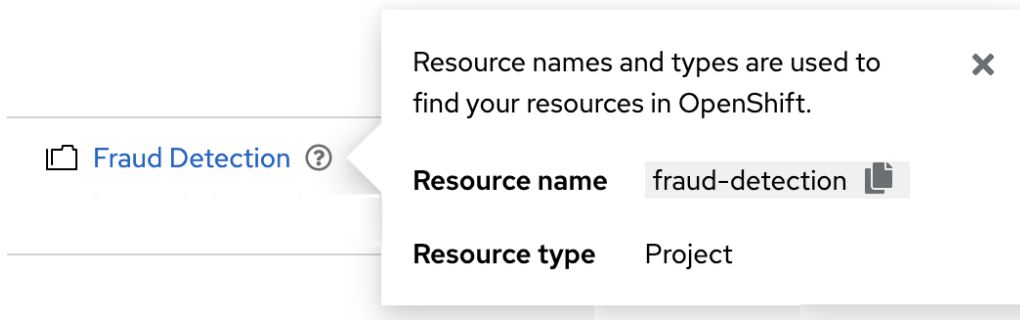 Resource names and types are used to
find your resources in OpenShift.
Fraud Detection
Resource name fraud-detection
Resource type Project